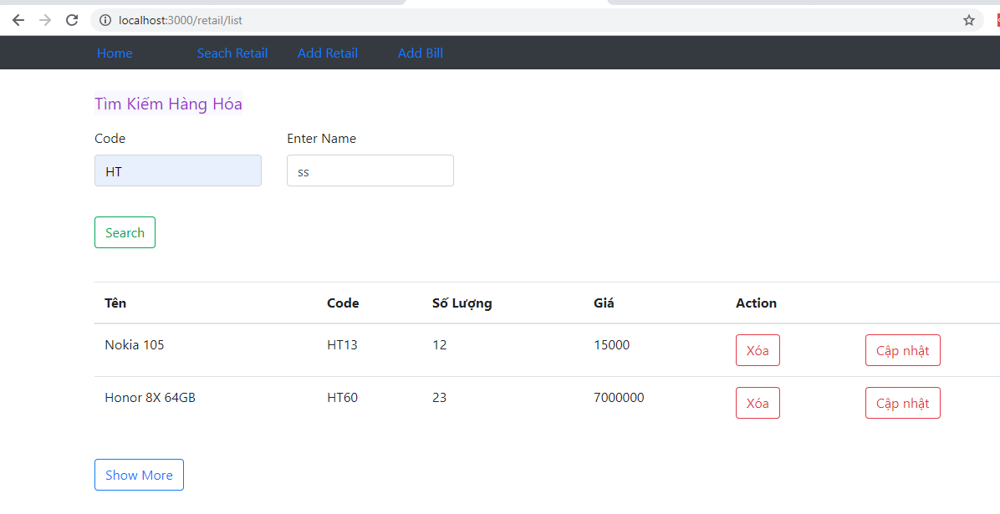 localhost:3000/retail/list
Home Seach Retail Add Retail Add Bill
Tìm Kiếm Hàng Hóa
Code Enter Name
HT ss
Search
Tên Code Số Lượng Giá Action
Nokia 105 HT13 12 15000 Xóa Cập nhật
Honor 8X 64GB HT60 23 7000000 Xóa Cập nhật
Show More